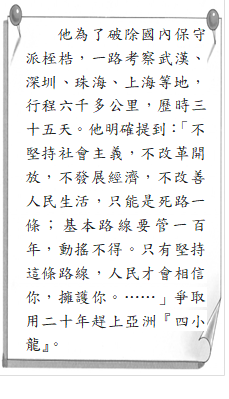 他為了破除國內保守
派桎梏，一路考察武漢、
深圳、珠海、上海等地，
行程六千多公里，歷時三
十五天。他明確提到：「不
堅持社會主義，不改革開
放，不發展經濟，不改善
人民生活，只能是死路一
條；基本路線要管一百
年，動搖不得。只有堅持
這條路線，人民才會相信
你，擁護你。……」爭取
用二十年趕上亞洲『四小
龍』。